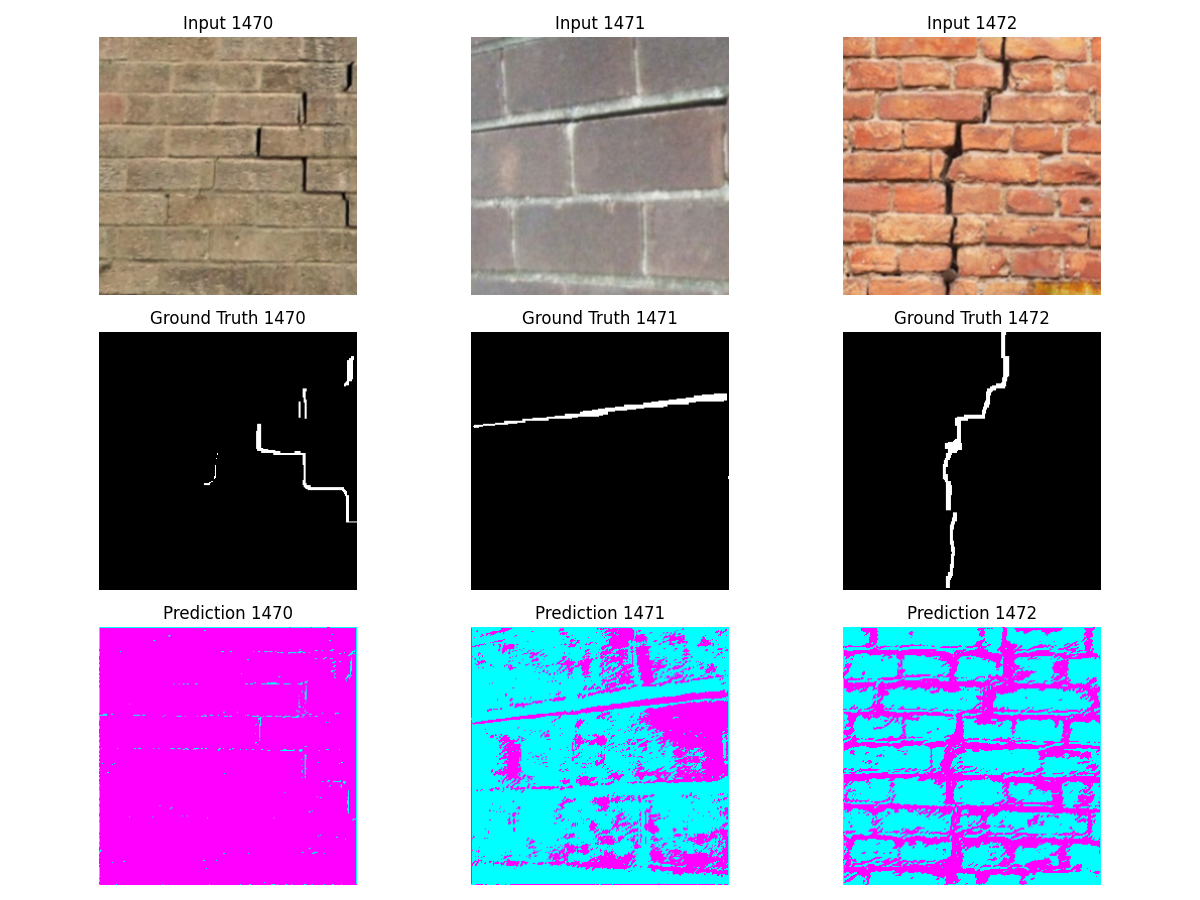 Input 1470
Input 1471
Input 1472
Ground Truth 1470
Ground Truth 1471
Ground Truth 1472
Prediction 1470
Prediction 1471
Prediction 1472